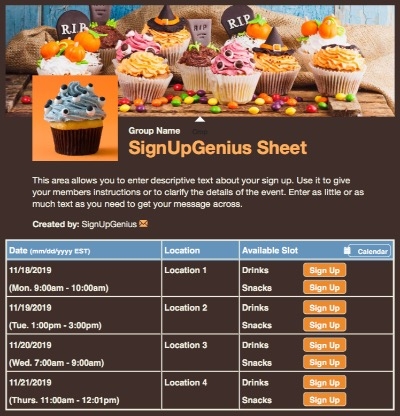 RIP
RIP
RIP
Group Name
SignUpGenius Sheet
This area allows you to enter descriptive text about your sign up. Use it to give
your members instructions or to clarify the details of the event. Enter as little or as
much text as you need to get your message across.
Created by: SignUpGenius
Date (mm/dd/yyyy EST) Location Available Slot Calendar
11/18/2019 Location 1 Drinks Sign Up
(Mon. 9:00am - 10:00am) Snacks Sign Up
11/19/2019 Location 2 Drinks Sign Up
(Tue. 1:00pm - 3:00pm) Snacks Sign Up
11/20/2019 Location 3 Drinks Sign Up
(Wed. 7:00am - 9:00am) Snacks Sign Up
11/21/2019 Location 4 Drinks Sign Up
(Thurs. 11:00am - 12:01pm) Snacks Sign Up